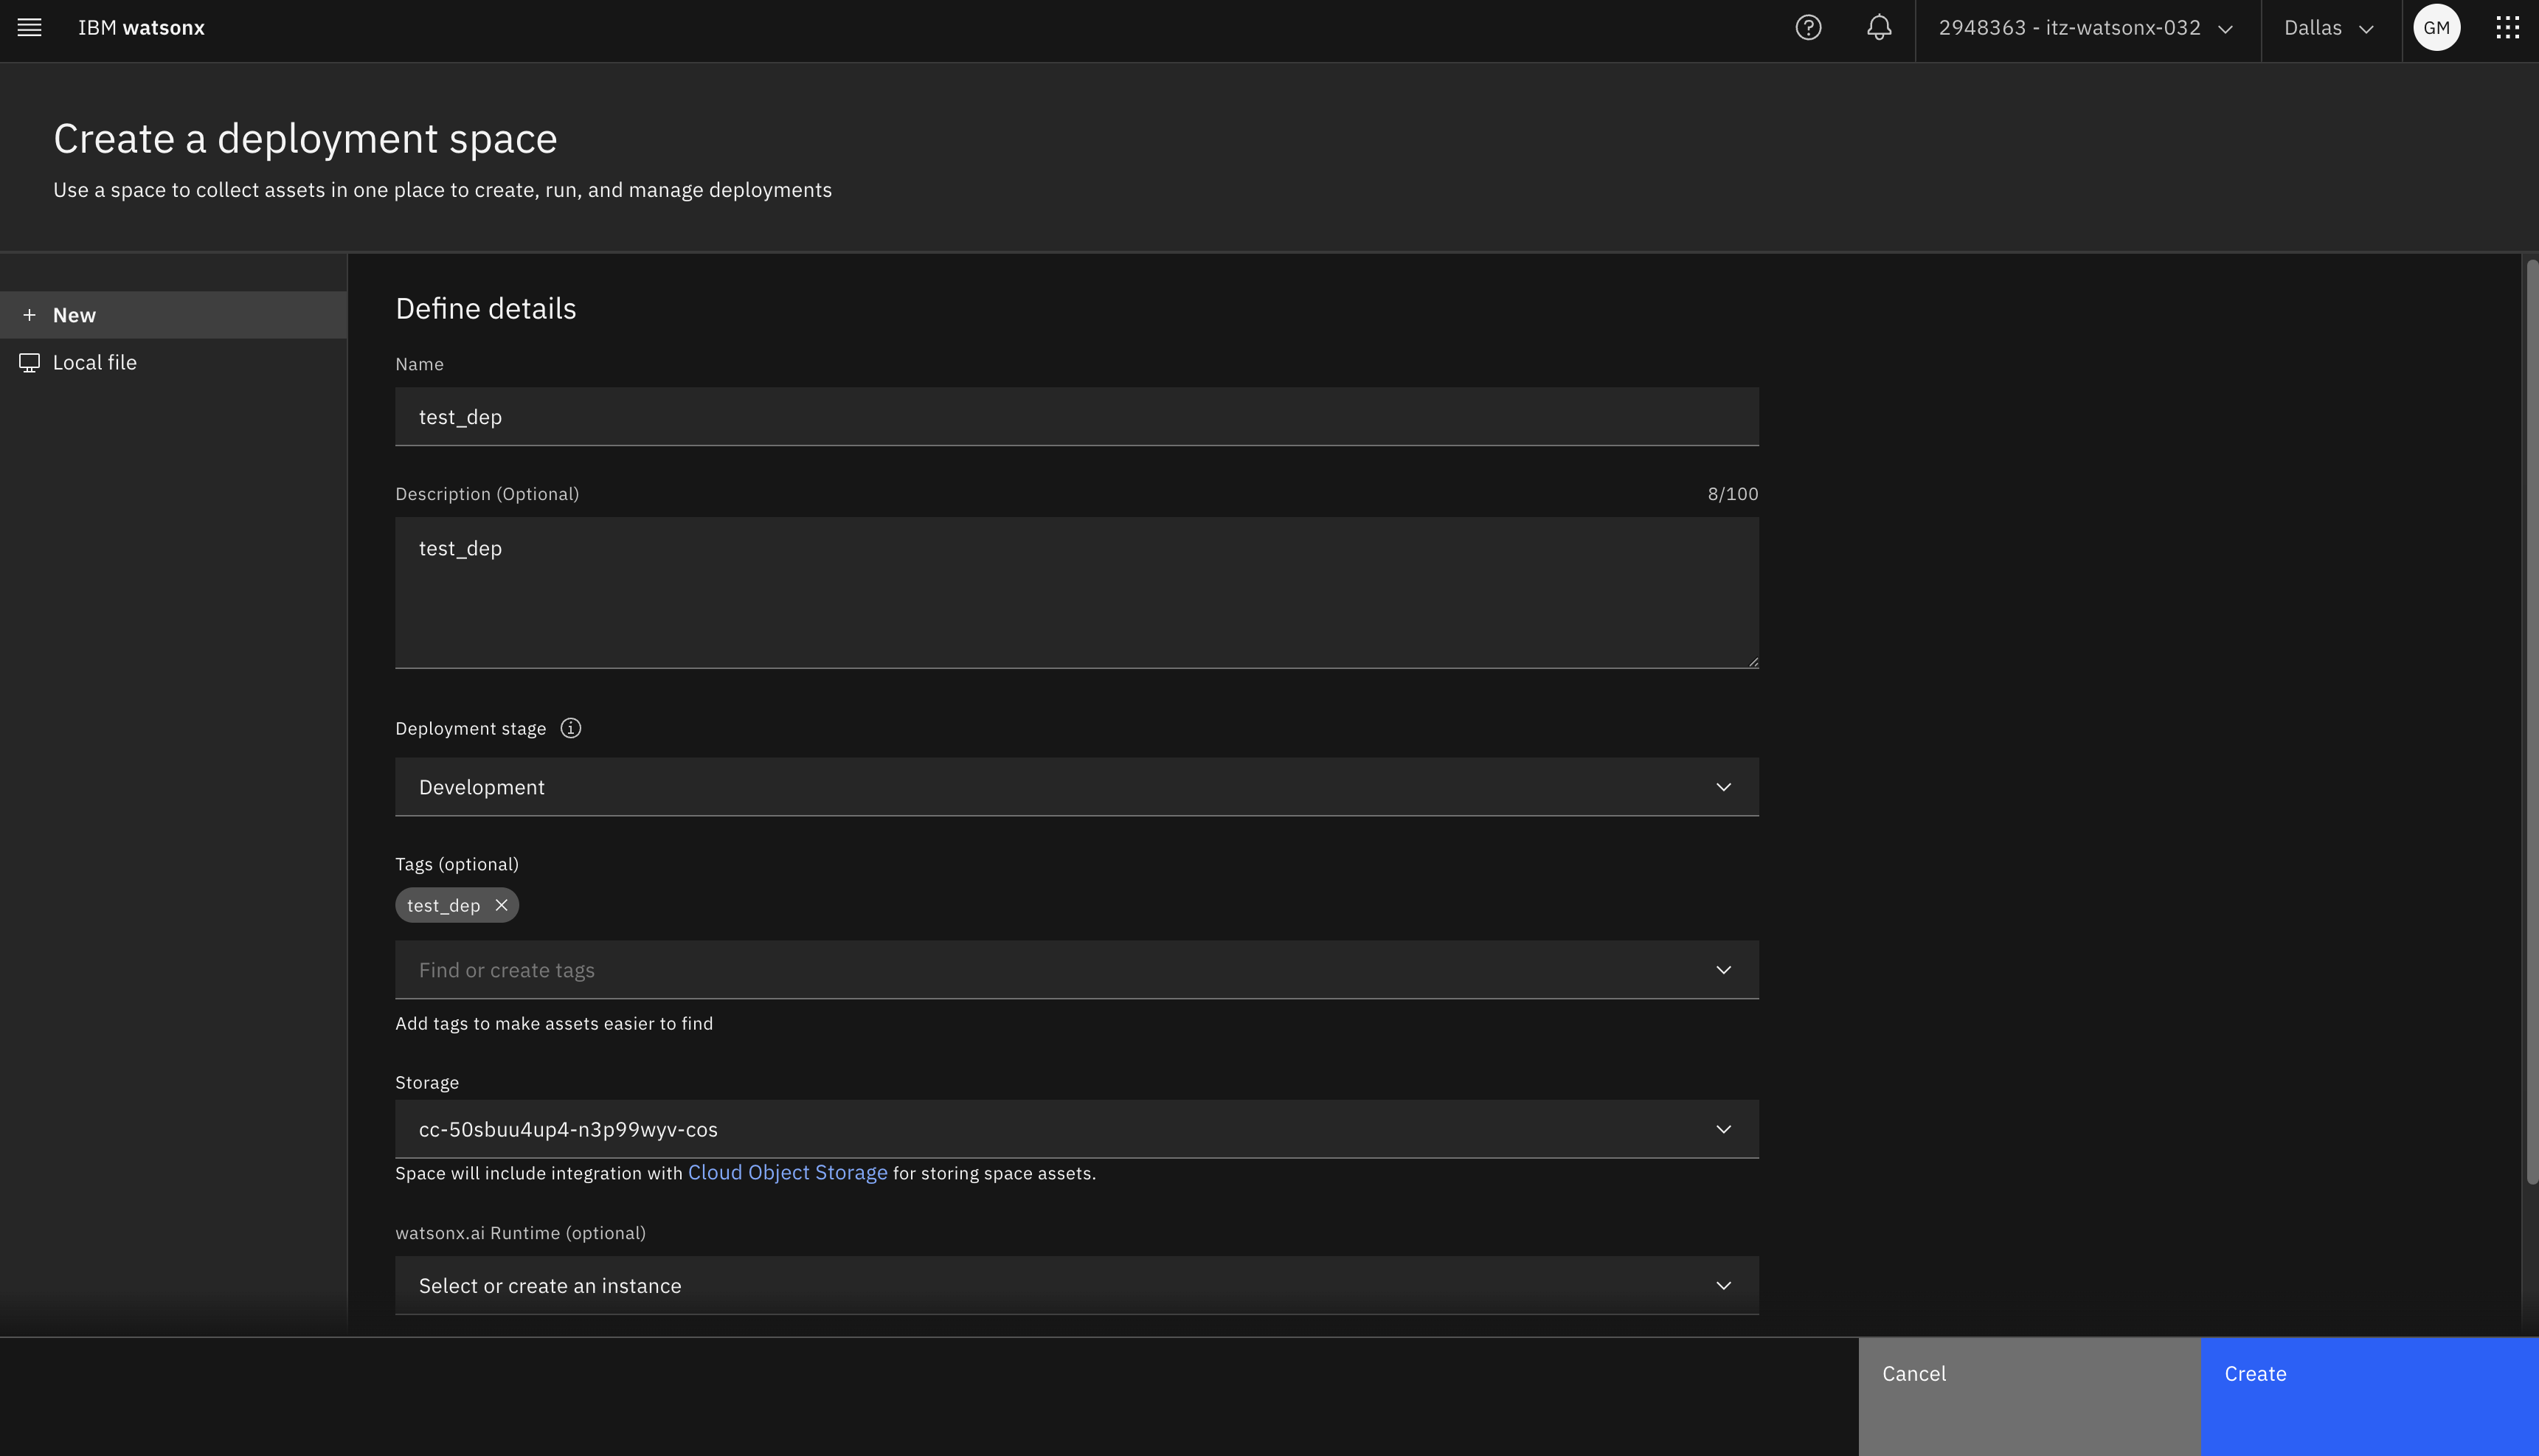 IBM watsonx
2948363 - itz-watsonx-032
Dallas
GM
Create a deployment space
Use a space to collect assets in one place to create, run, and manage deployments
New
Local file
Define details
Name
test_dep
Description (Optional)
8/100
test_dep
Deployment stage
Development
Tags (optional)
test_dep
Find or create tags
Add tags to make assets easier to find
Storage
cc-50sbuu4up4-n3p99wyv-cos
Space will include integration with Cloud Object Storage for storing space assets.
watsonx.ai Runtime (optional)
Select or create an instance
Cancel
Create